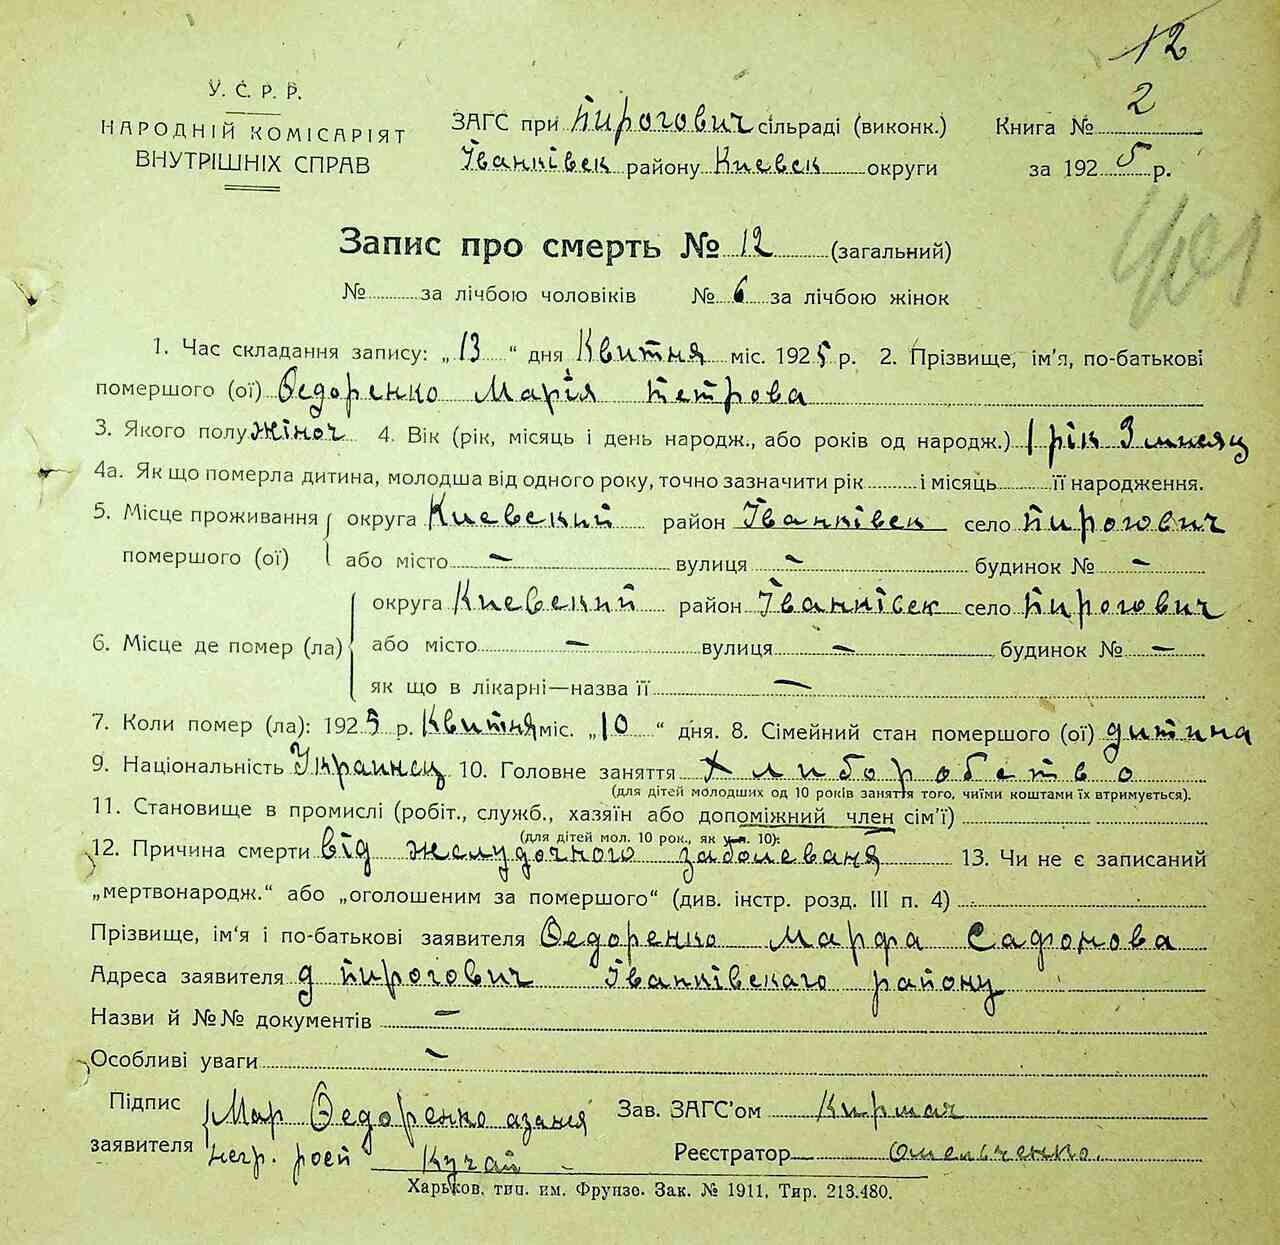 12
У. С. Р. Р.
НАРОДНІЙ КОМІСАРІЯТ
ВНУТРІШНІХ СПРАВ
ЗАГС при Пирогович сільраді (виконк.)
Іванківск району Киевск округи
Книга № 2
за 1925 р.
Запис про смерть № 12 (загальний)
№ за лічбою чоловіків № 6 за лічбою жінок
1. Час складання запису: „13“ дня Квитня міс. 1925 р. 2. Прізвище, ім'я, по-батькові
помершого (ої) Федоренко Марія Петрова
3. Якого полу жіноч 4. Вік (рік, місяць і день народж., або років од народж.) 1 рік 3 мисяц
4а. Як що померла дитина, молодша від одного року, точно зазначити рік і місяць її народження.
5. Місце проживання округа Киевский район Іванківск село Пирогович
помершого (ої) або місто — вулиця — будинок № —
округа Киевский район Іванківск село Пирогович
6. Місце де помер (ла) або місто — вулиця — будинок № —
як що в лікарні—назва її —
7. Коли помер (ла): 1925 р. Квитня міс. „10“ дня. 8. Сімейний стан помершого (ої) дитина
9. Національність Украинец 10. Головне заняття Хлиборобство
(для дітей молодших од 10 років заняття того, чиїми коштами їх втримується).
11. Становище в промислі (робіт., служб., хазяїн або допоміжний член сім'ї)
(для дітей мол. 10 рок., як у п. 10):
12. Причина смерти від желудочного заболеваня 13. Чи не є записаний
„мертвонародж.“ або „оголошеним за помершого“ (див. інстр. розд. III п. 4)
Прізвище, ім'я і по-батькові заявителя Федоренко Марфа Сафонова
Адреса заявителя д Пирогович Іванківскаго району
Назви й №№ документів —
Особливі уваги —
Підпис Мар Федоренко Зав. ЗАГС'ом Кирмач
заявителя негр. Кучай Реєстратор Омельченко.
Харьков, тип. им. Фрунзе. Зак. № 1911, Тир. 213.480.